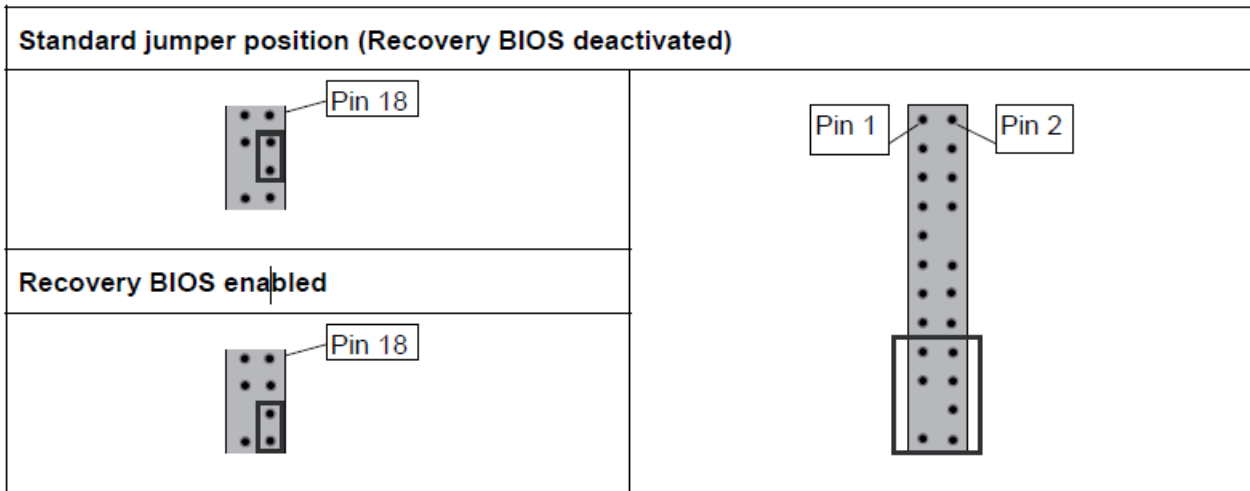 Standard jumper position (Recovery BIOS deactivated)
Pin 18
Pin 1
Pin 2
Recovery BIOS enabled
Pin 18